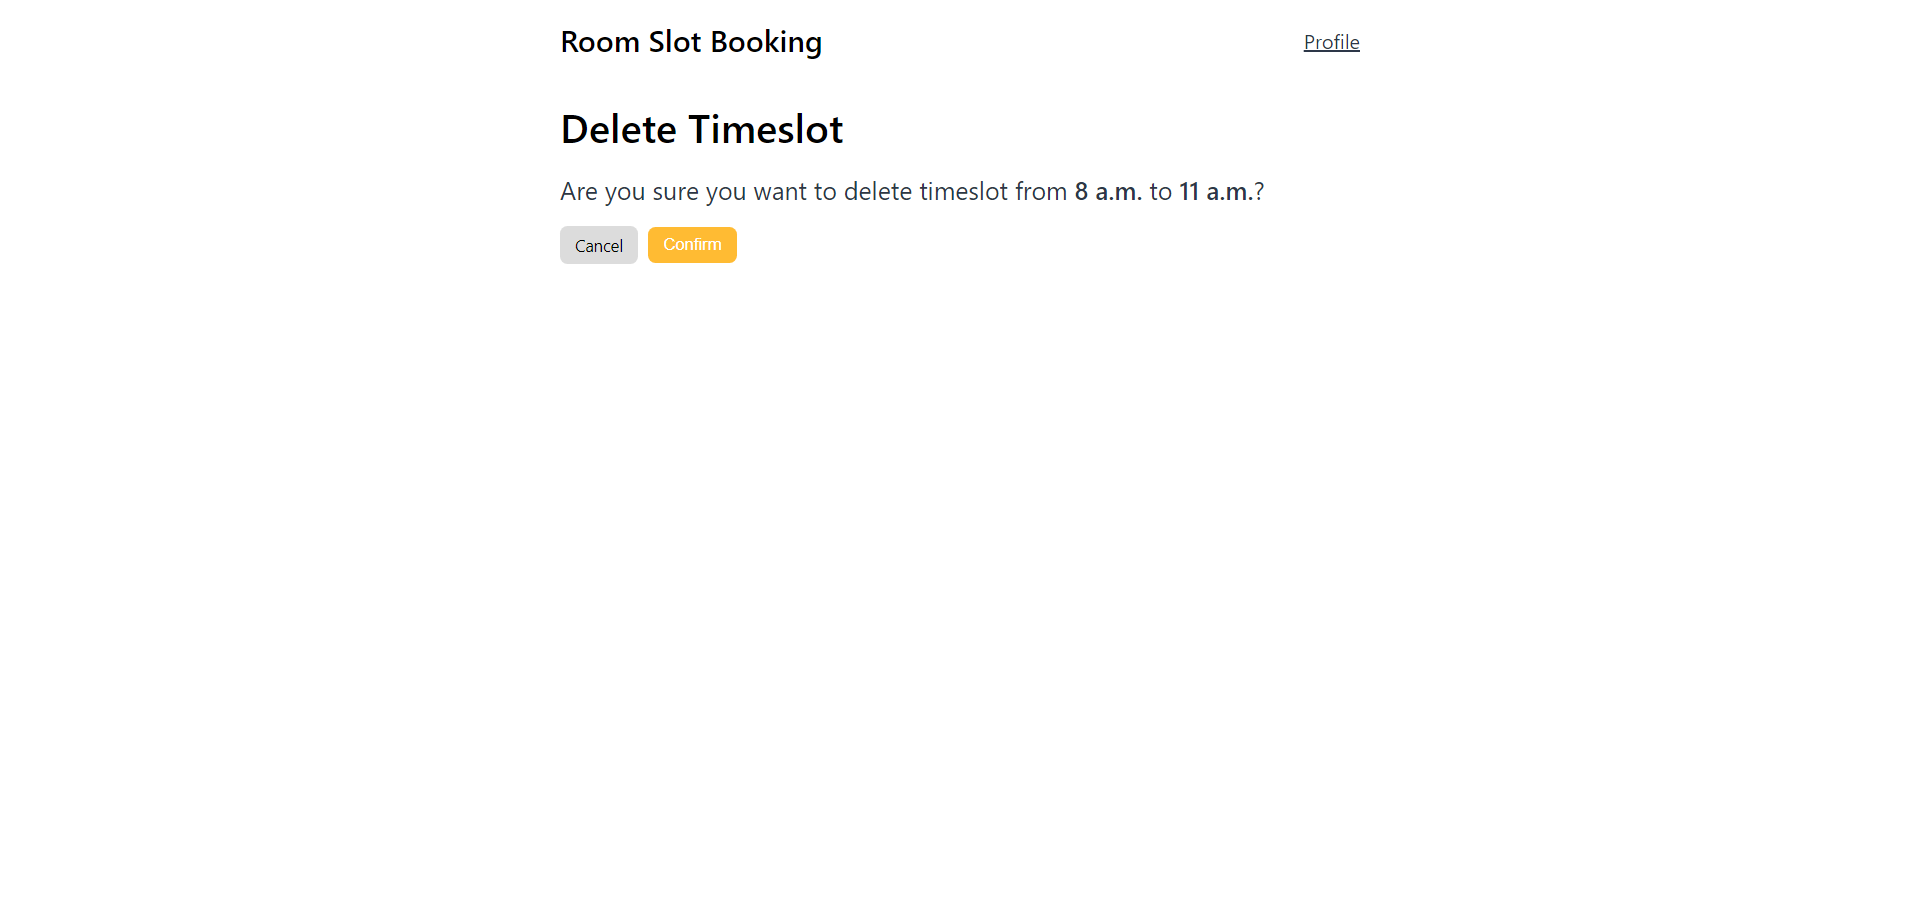 Room Slot Booking Profile
Delete Timeslot
Are you sure you want to delete timeslot from 8 a.m. to 11 a.m.?
Cancel Confirm